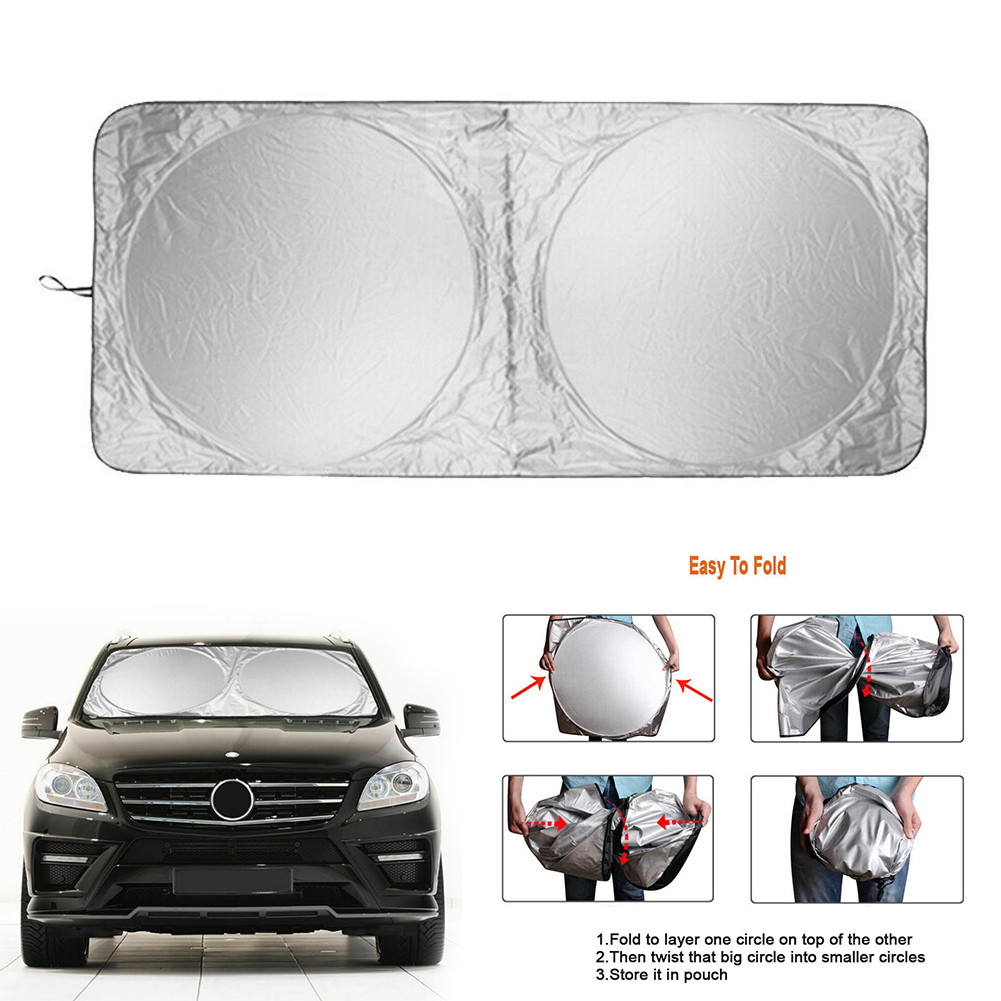 Easy To Fold
1.Fold to layer one circle on top of the other
2.Then twist that big circle into smaller circles
3.Store it in pouch